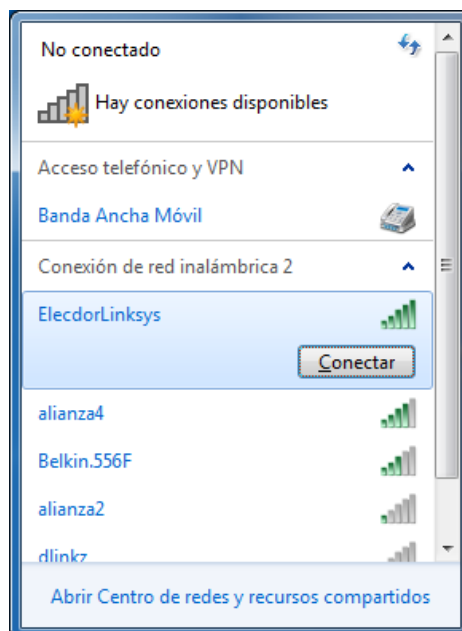 No conectado
Hay conexiones disponibles
Acceso telefónico y VPN
Banda Ancha Móvil
Conexión de red inalámbrica 2
ElecdorLinksys
Conectar
alianza4
Belkin.556F
alianza2
dlinkz
Abrir Centro de redes y recursos compartidos